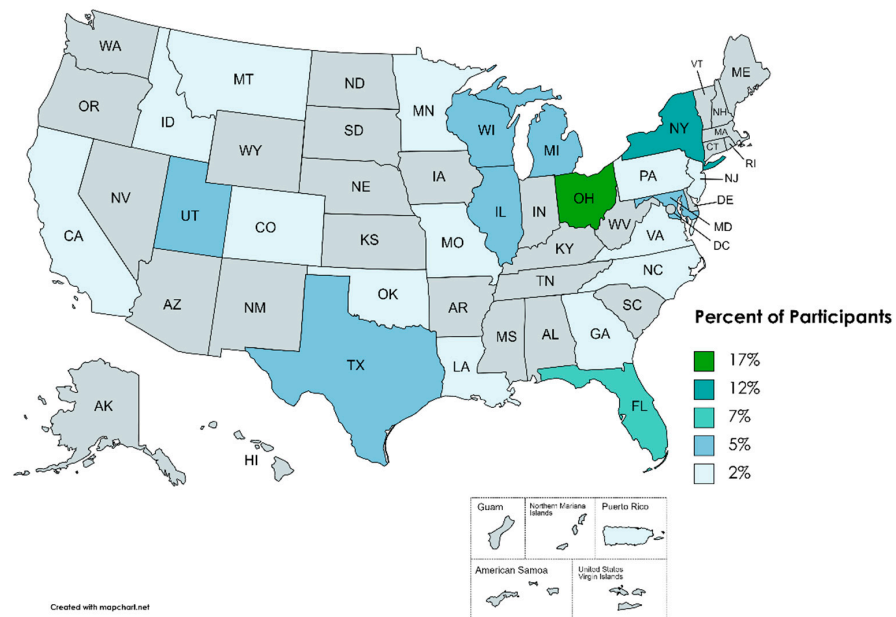 WA
MT
ND
MN
VT
ME
OR
ID
SD
WI
MI
NY
NH
MA
CT
RI
WY
IA
PA
NJ
NV
NE
OH
DE
UT
IL
IN
MD
CA
CO
KS
MO
WV
VA
DC
KY
NC
TN
AZ
NM
OK
AR
SC
MS
AL
GA
TX
LA
FL
AK
HI
Percent of Participants
17%
12%
7%
5%
2%
Guam
Northern Mariana
Islands
Puerto Rico
American Samoa
United States
Virgin Islands
Created with mapchart.net